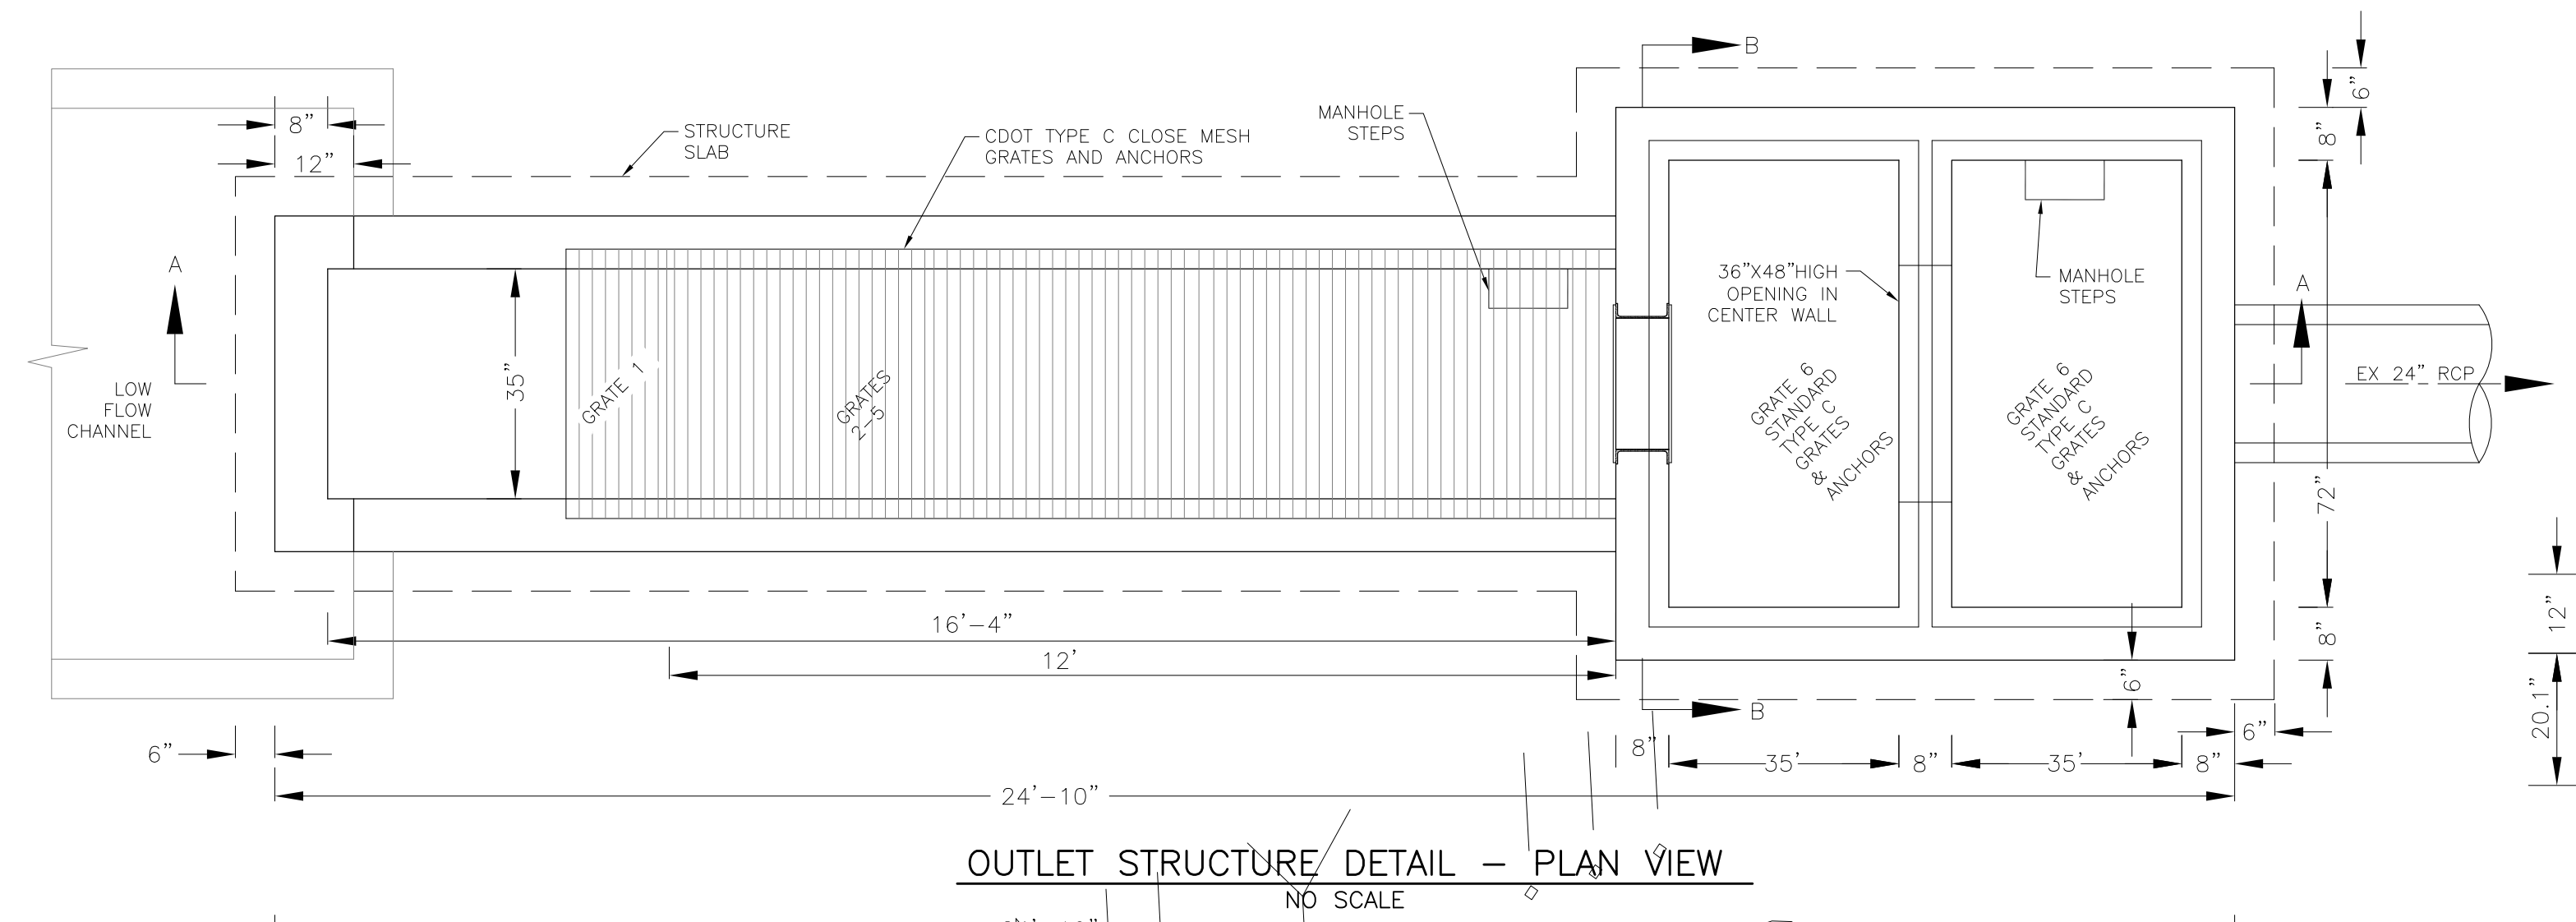 B
6"
8"
8"
12"
STRUCTURE
SLAB
CDOT TYPE C CLOSE MESH
GRATES AND ANCHORS
MANHOLE
STEPS
A
36"X48"HIGH
OPENING IN
CENTER WALL
MANHOLE
STEPS
A
LOW
FLOW
CHANNEL
35"
GRATE 1
GRATES
2-5
GRATE 6
STANDARD
TYPE C
GRATES
&
ANCHORS
GRATE 6
STANDARD
TYPE C
GRATES
&
ANCHORS
EX 24" RCP
72"
16'-4"
12'
8"
12"
6"
20.1"
B
6"
6"
8"
35'
8"
35'
8"
24'-10"
OUTLET STRUCTURE DETAIL - PLAN VIEW
NO SCALE